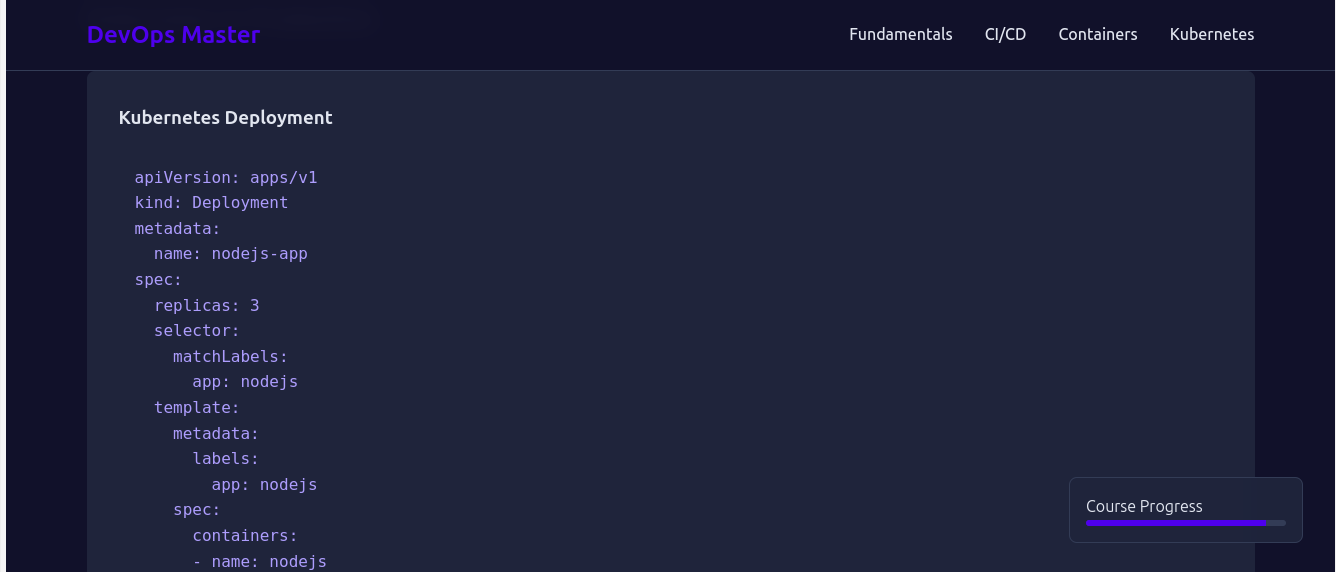 DevOps Master
Fundamentals CI/CD Containers Kubernetes
Kubernetes Deployment
apiVersion: apps/v1
kind: Deployment
metadata:
  name: nodejs-app
spec:
  replicas: 3
  selector:
    matchLabels:
      app: nodejs
  template:
    metadata:
      labels:
        app: nodejs
    spec:
      containers:
      - name: nodejs
Course Progress